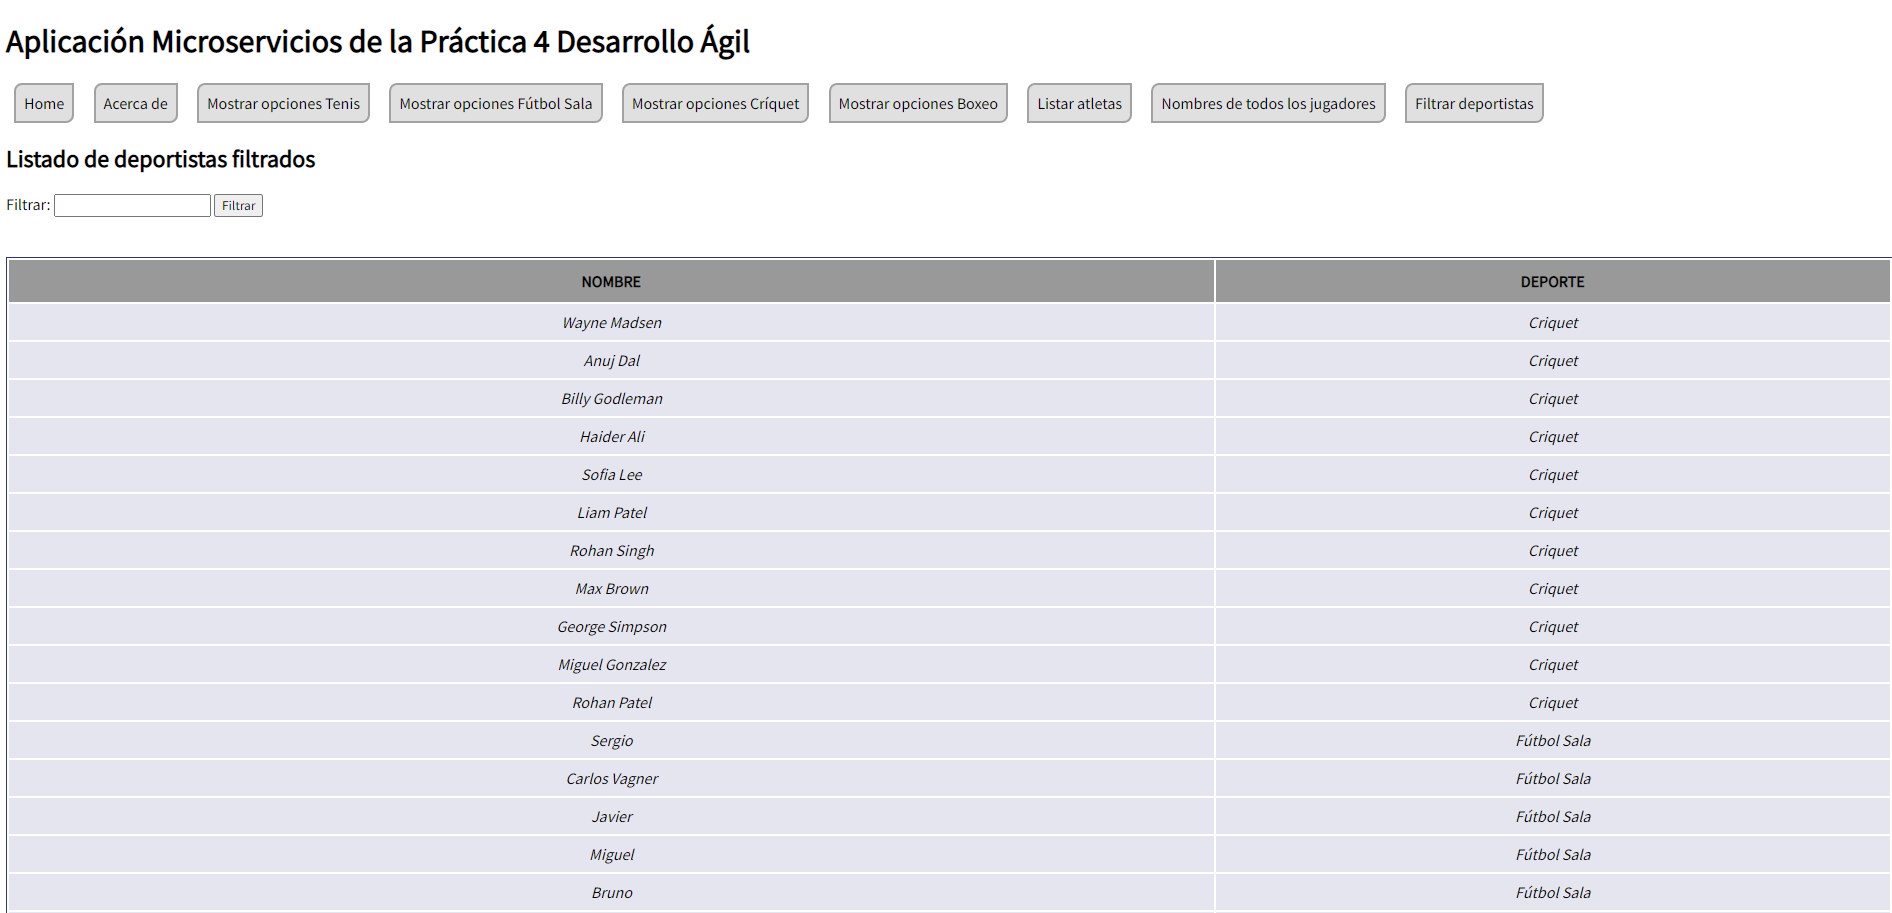 Aplicación Microservicios de la Práctica 4 Desarrollo Ágil
Home Acerca de Mostrar opciones Tenis Mostrar opciones Fútbol Sala Mostrar opciones Críquet Mostrar opciones Boxeo Listar atletas Nombres de todos los jugadores Filtrar deportistas
Listado de deportistas filtrados
Filtrar: Filtrar
NOMBRE DEPORTE
Wayne Madsen Criquet
Anuj Dal Criquet
Billy Godleman Criquet
Haider Ali Criquet
Sofia Lee Criquet
Liam Patel Criquet
Rohan Singh Criquet
Max Brown Criquet
George Simpson Criquet
Miguel Gonzalez Criquet
Rohan Patel Criquet
Sergio Fútbol Sala
Carlos Vagner Fútbol Sala
Javier Fútbol Sala
Miguel Fútbol Sala
Bruno Fútbol Sala